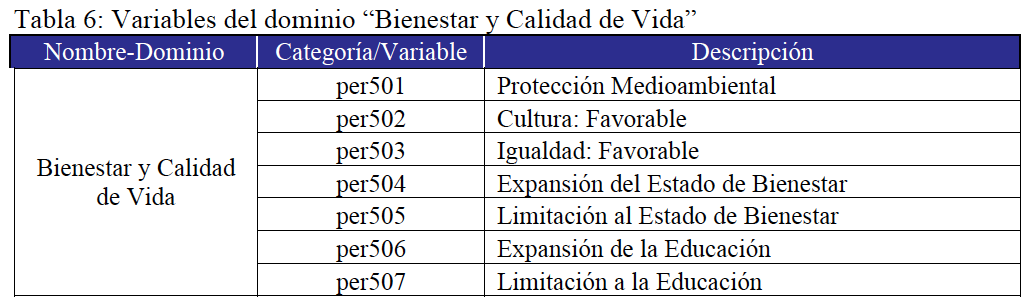 Tabla 6: Variables del dominio “Bienestar y Calidad de Vida”
Nombre-Dominio Categoría/Variable Descripción
per501 Protección Medioambiental
per502 Cultura: Favorable
per503 Igualdad: Favorable
Bienestar y Calidad
de Vida
per504 Expansión del Estado de Bienestar
per505 Limitación al Estado de Bienestar
per506 Expansión de la Educación
per507 Limitación a la Educación